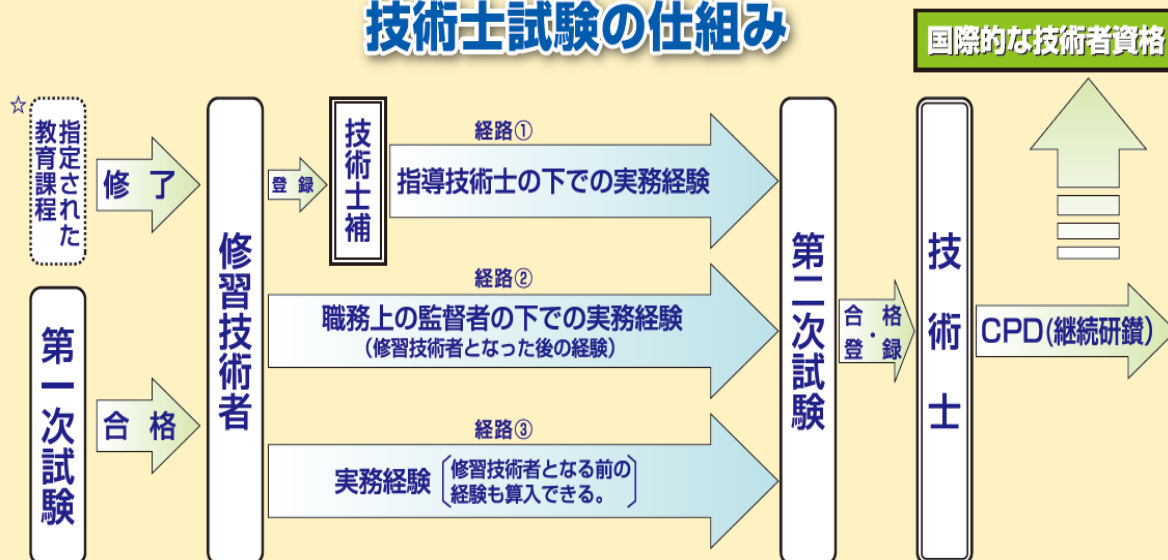 技術士試験の仕組み
国際的な技術者資格
☆
指定された
教育課程
修了
第一次試験
合格
修習技術者
登録
技術士補
経路①
指導技術士の下での実務経験
経路②
職務上の監督者の下での実務経験
(修習技術者となった後の経験)
経路③
実務経験
修習技術者となる前の
経験も算入できる。
第二次試験
合格
・
登録
技術士
CPD(継続研鑚)